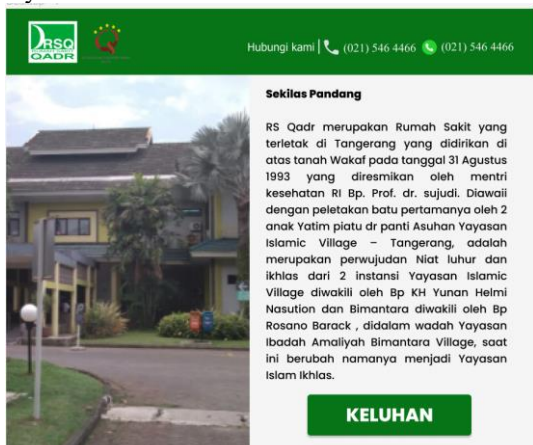 RSQ
QADR
Hubungi kami | (021) 546 4466 (021) 546 4466
Sekilas Pandang
RS Qadr merupakan Rumah Sakit yang
terletak di Tangerang yang didirikan di
atas tanah Wakaf pada tanggal 31 Agustus
1993 yang diresmikan oleh mentri
kesehatan RI Bp. Prof. dr. sujudi. Diawaii
dengan peletakan batu pertamanya oleh 2
anak Yatim piatu dr panti Asuhan Yayasan
Islamic Village – Tangerang, adalah
merupakan perwujudan Niat luhur dan
ikhlas dari 2 instansi Yayasan Islamic
Village diwakili oleh Bp KH Yunan Helmi
Nasution dan Bimantara diwakili oleh Bp
Rosano Barack , didalam wadah Yayasan
Ibadah Amaliyah Bimantara Village, saat
ini berubah namanya menjadi Yayasan
Islam Ikhlas.
KELUHAN